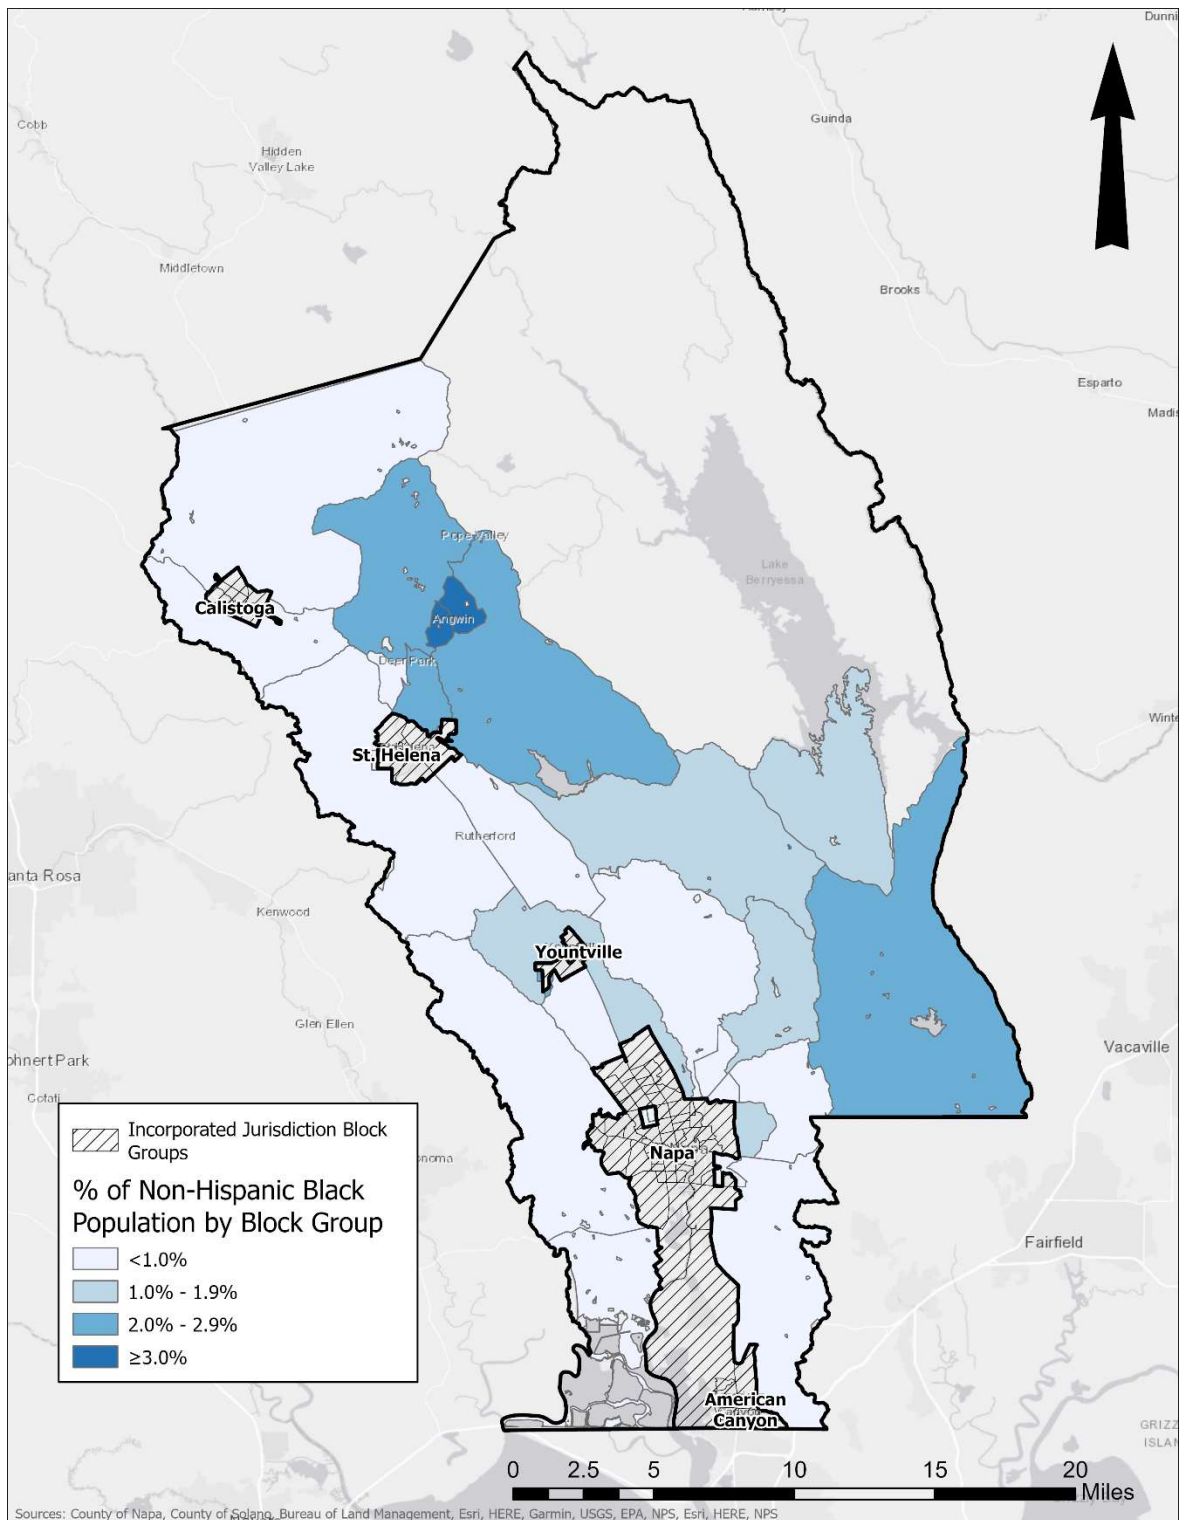 Dunni
Cobb
Guinda
Hidden
Valley Lake
Middletown
Brooks
Esparto
Madis
Pope Valley
Lake
Berryessa
Calistoga
Angwin
Deer Park
Winte
St. Helena
Rutherford
anta Rosa
Kenwood
Yountville
Glen Ellen
Vacaville
ohnert Park
Cotati
Incorporated Jurisdiction Block
Groups
onoma
Napa
% of Non-Hispanic Black
Population by Block Group
<1.0%
1.0% - 1.9%
2.0% - 2.9%
≥3.0%
Fairfield
American
Canyon
GRIZZ
ISLAN
0 2.5 5 10 15 20
Miles
Sources: County of Napa, County of Solano, Bureau of Land Management, Esri, HERE, Garmin, USGS, EPA, NPS, Esri, HERE, NPS